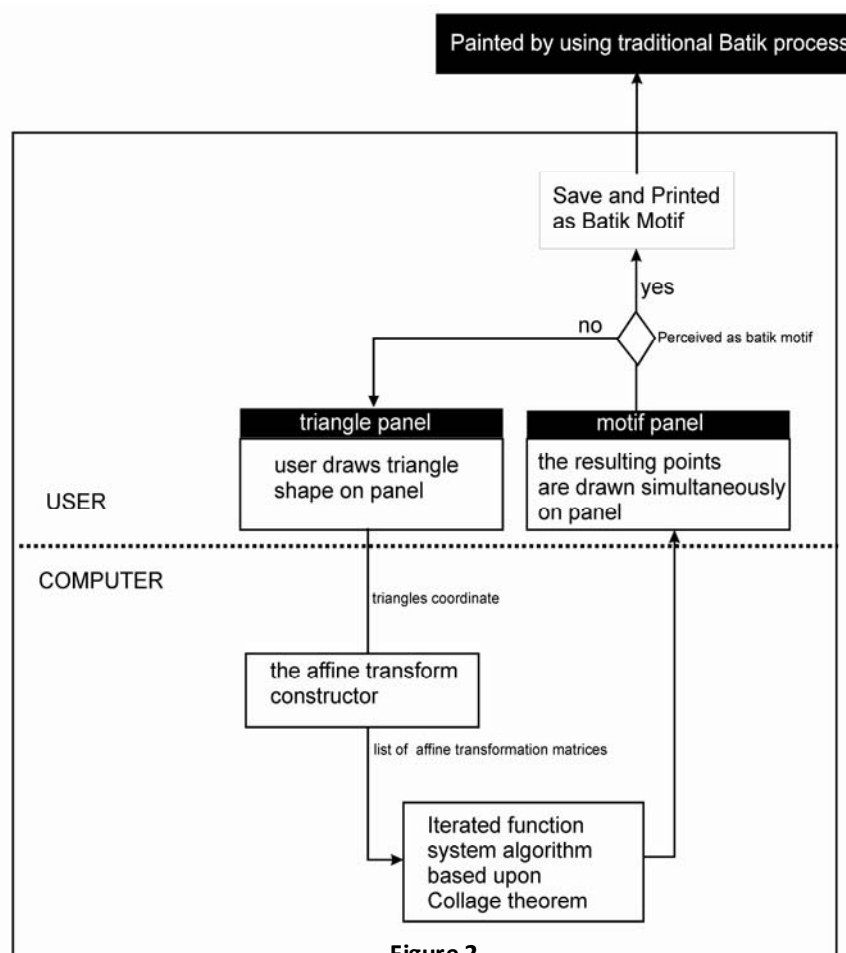 Painted by using traditional Batik process
Save and Printed
as Batik Motif
yes
no
Perceived as batik motif
triangle panel
user draws triangle
shape on panel
motif panel
the resulting points
are drawn simultaneously
on panel
USER
COMPUTER
triangles coordinate
the affine transform
constructor
list of affine transformation matrices
Iterated function
system algorithm
based upon
Collage theorem
Figure 2